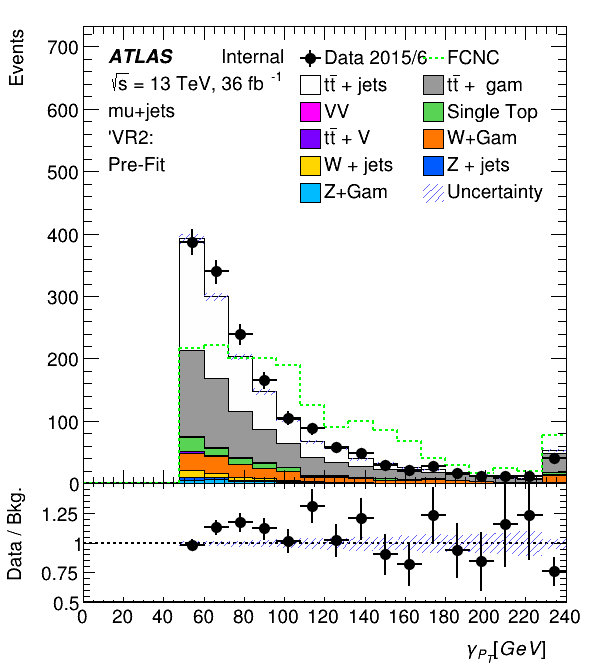 Events
700
600
500
400
300
200
100
0
ATLAS Internal
√s = 13 TeV, 36 fb -1
mu+jets
'VR2:
Pre-Fit
Data 2015/6 FCNC
tt̄ + jets tt̄ + gam
VV Single Top
tt̄ + V W+Gam
W + jets Z + jets
Z+Gam Uncertainty
Data / Bkg.
1.25
1
0.75
0.5
0 20 40 60 80 100 120 140 160 180 200 220 240
γ_{P_T}[GeV]